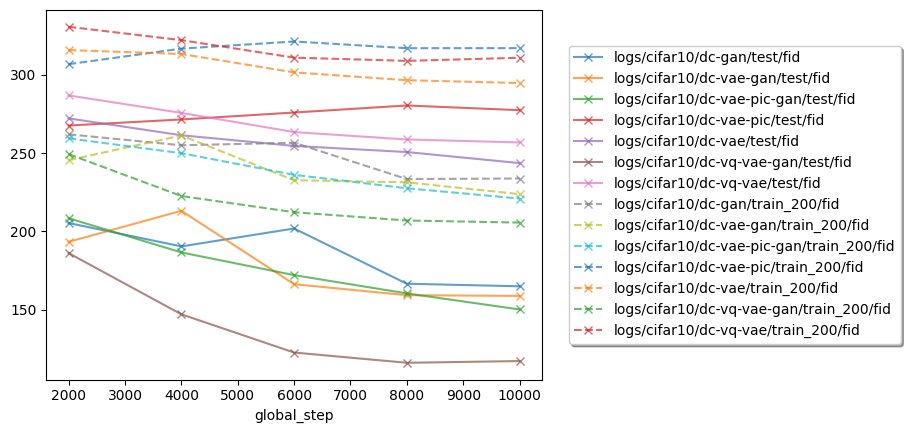 300
250
200
150
2000 3000 4000 5000 6000 7000 8000 9000 10000
global_step
logs/cifar10/dc-gan/test/fid
logs/cifar10/dc-vae-gan/test/fid
logs/cifar10/dc-vae-pic-gan/test/fid
logs/cifar10/dc-vae-pic/test/fid
logs/cifar10/dc-vae/test/fid
logs/cifar10/dc-vq-vae-gan/test/fid
logs/cifar10/dc-vq-vae/test/fid
logs/cifar10/dc-gan/train_200/fid
logs/cifar10/dc-vae-gan/train_200/fid
logs/cifar10/dc-vae-pic-gan/train_200/fid
logs/cifar10/dc-vae-pic/train_200/fid
logs/cifar10/dc-vae/train_200/fid
logs/cifar10/dc-vq-vae-gan/train_200/fid
logs/cifar10/dc-vq-vae/train_200/fid